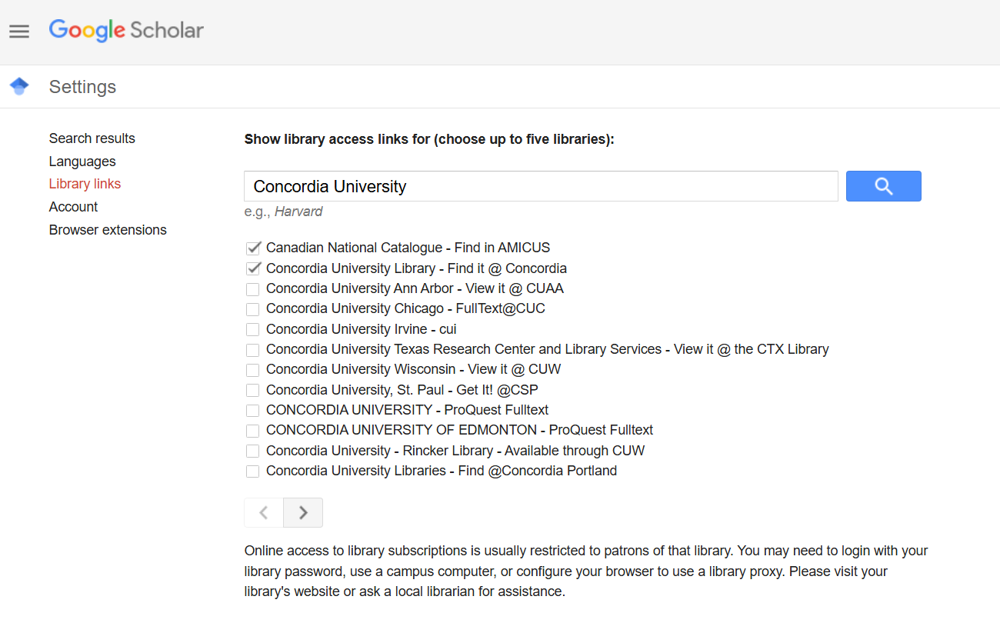 Google Scholar
Settings
Search results
Languages
Library links
Account
Browser extensions
Show library access links for (choose up to five libraries):
Concordia University
e.g., Harvard
Canadian National Catalogue - Find in AMICUS
Concordia University Library - Find it @ Concordia
Concordia University Ann Arbor - View it @ CUAA
Concordia University Chicago - FullText@CUC
Concordia University Irvine - cui
Concordia University Texas Research Center and Library Services - View it @ the CTX Library
Concordia University Wisconsin - View it @ CUW
Concordia University, St. Paul - Get It! @CSP
CONCORDIA UNIVERSITY - ProQuest Fulltext
CONCORDIA UNIVERSITY OF EDMONTON - ProQuest Fulltext
Concordia University - Rincker Library - Available through CUW
Concordia University Libraries - Find @Concordia Portland
Online access to library subscriptions is usually restricted to patrons of that library. You may need to login with your
library password, use a campus computer, or configure your browser to use a library proxy. Please visit your
library's website or ask a local librarian for assistance.